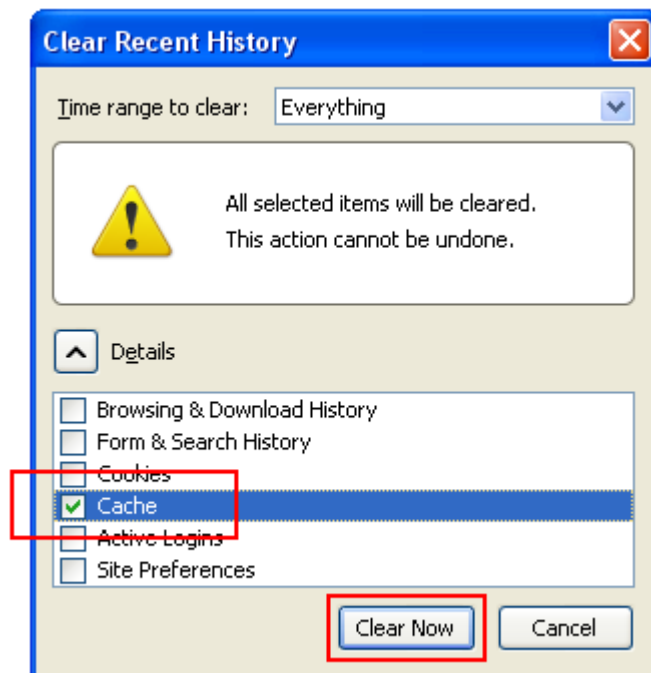 Clear Recent History
Time range to clear: Everything
All selected items will be cleared.
This action cannot be undone.
Details
Browsing & Download History
Form & Search History
Cookies
Cache
Active Logins
Site Preferences
Clear Now Cancel